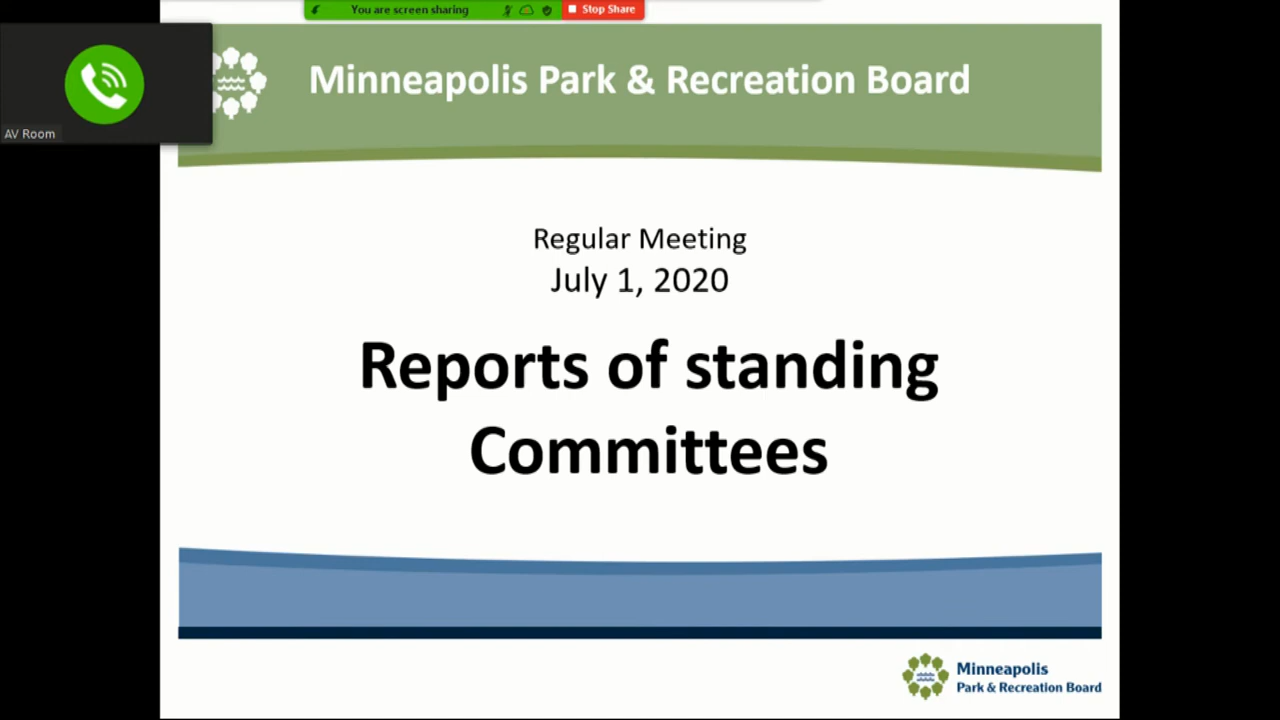 You are screen sharing
Stop Share
AV Room
Minneapolis Park & Recreation Board
Regular Meeting
July 1, 2020
Reports of standing
Committees
Minneapolis
Park & Recreation Board